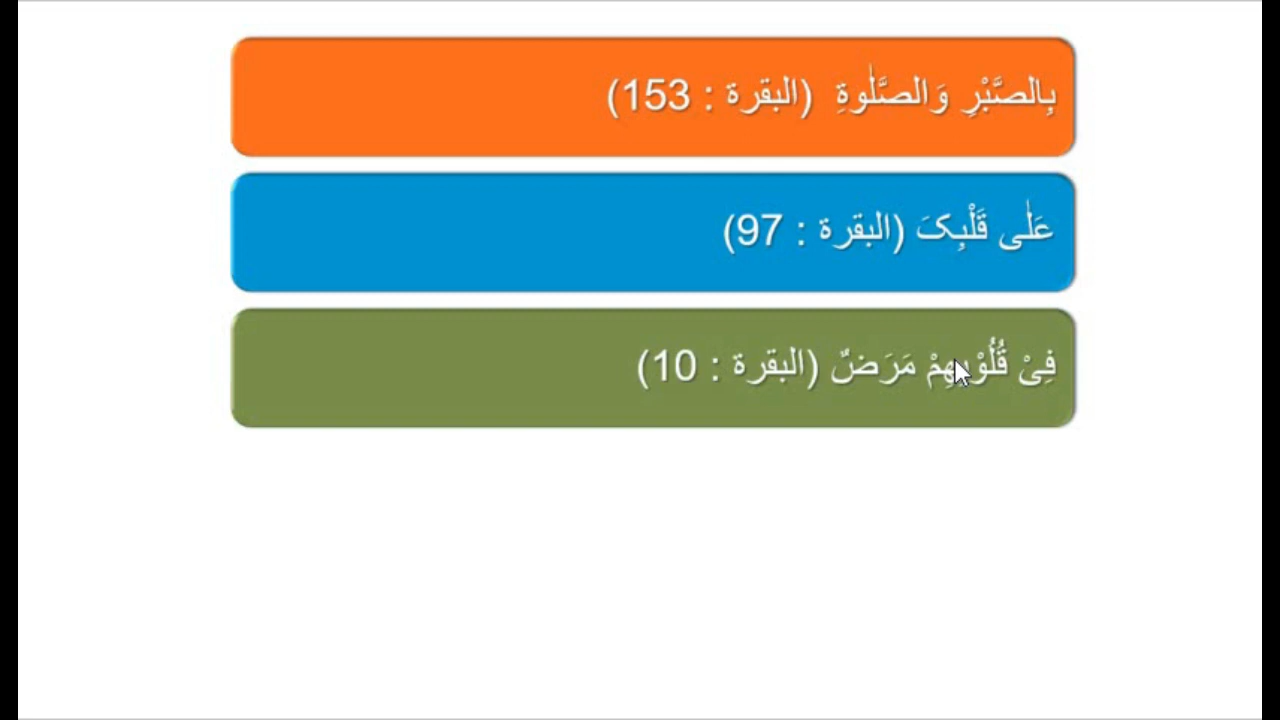 بِالصَّبْرِ وَالصَّلٰوةِ (البقرة : 153)
عَلٰى قَلْبِکَ (البقرة : 97)
فِیْ قُلُوْبِهِمْ مَرَضٌ (البقرة : 10)